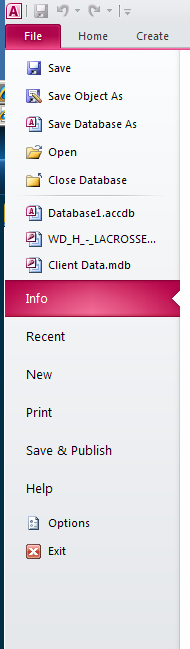 A
File Home Create
Save
Save Object As
Save Database As
Open
Close Database
Database1.accdb
WD_H_-_LACROSSE...
Client Data.mdb
Info
Recent
New
Print
Save & Publish
Help
Options
Exit